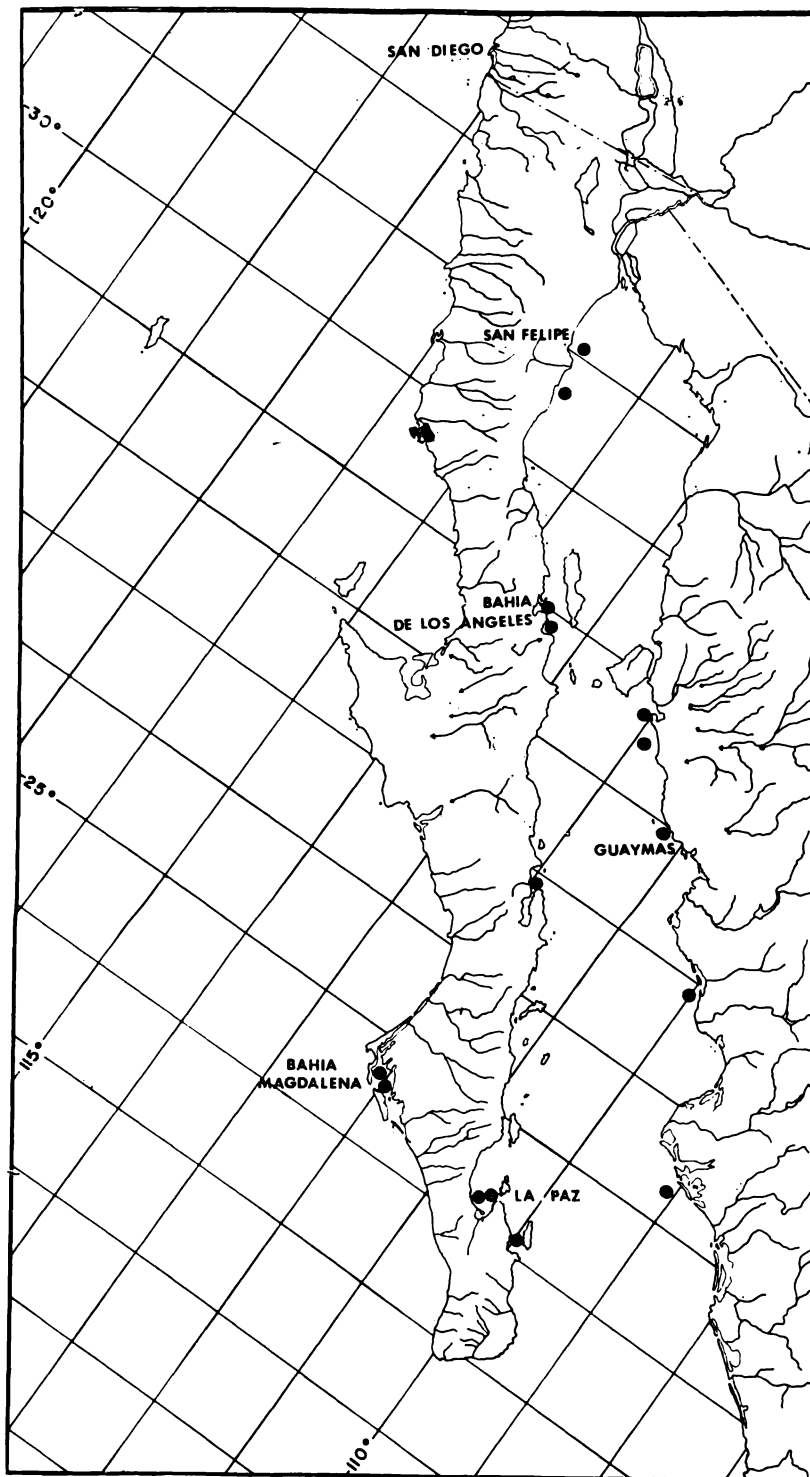 SAN DIEGO
30°
120°
SAN FELIPE
BAHIA
DE LOS ANGELES
25°
GUAYMAS
115°
BAHIA
MAGDALENA
LA PAZ
110°